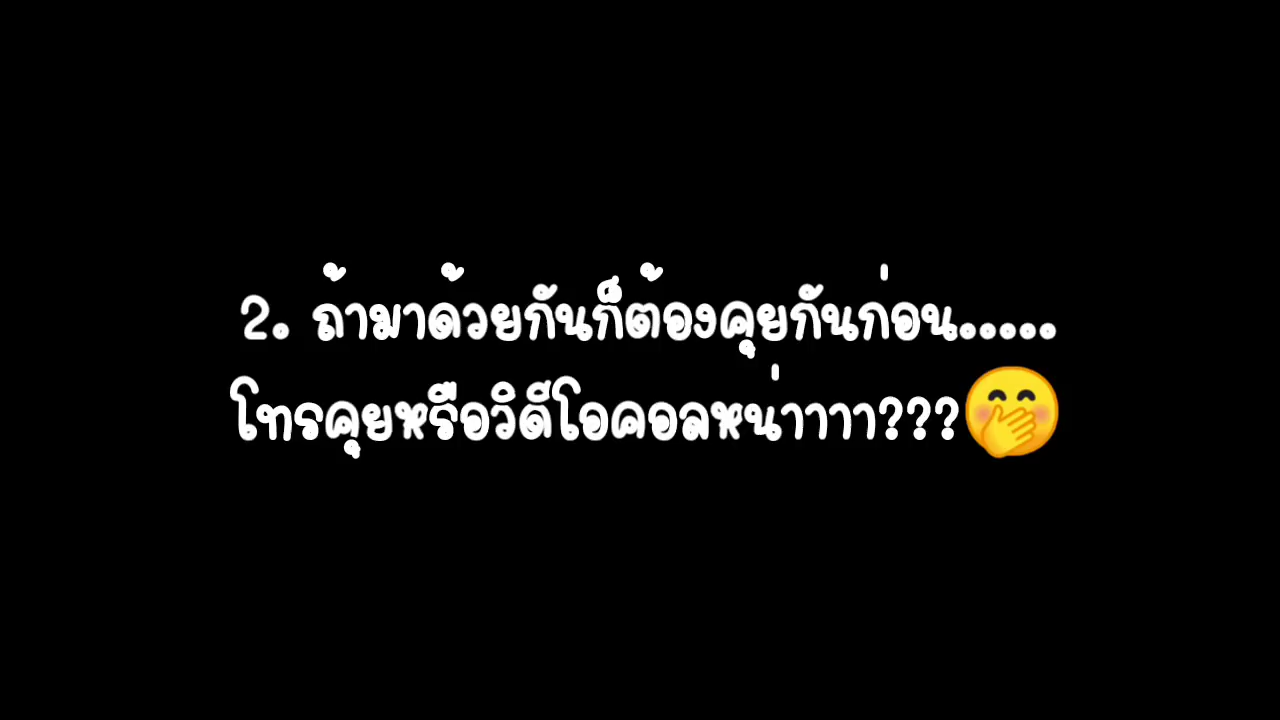 2. ถ้ามาด้วยกันก็ต้องคุยกันก่อน.....
โทรคุยหรือวิดีโอคอลหน่าาาา???🤭